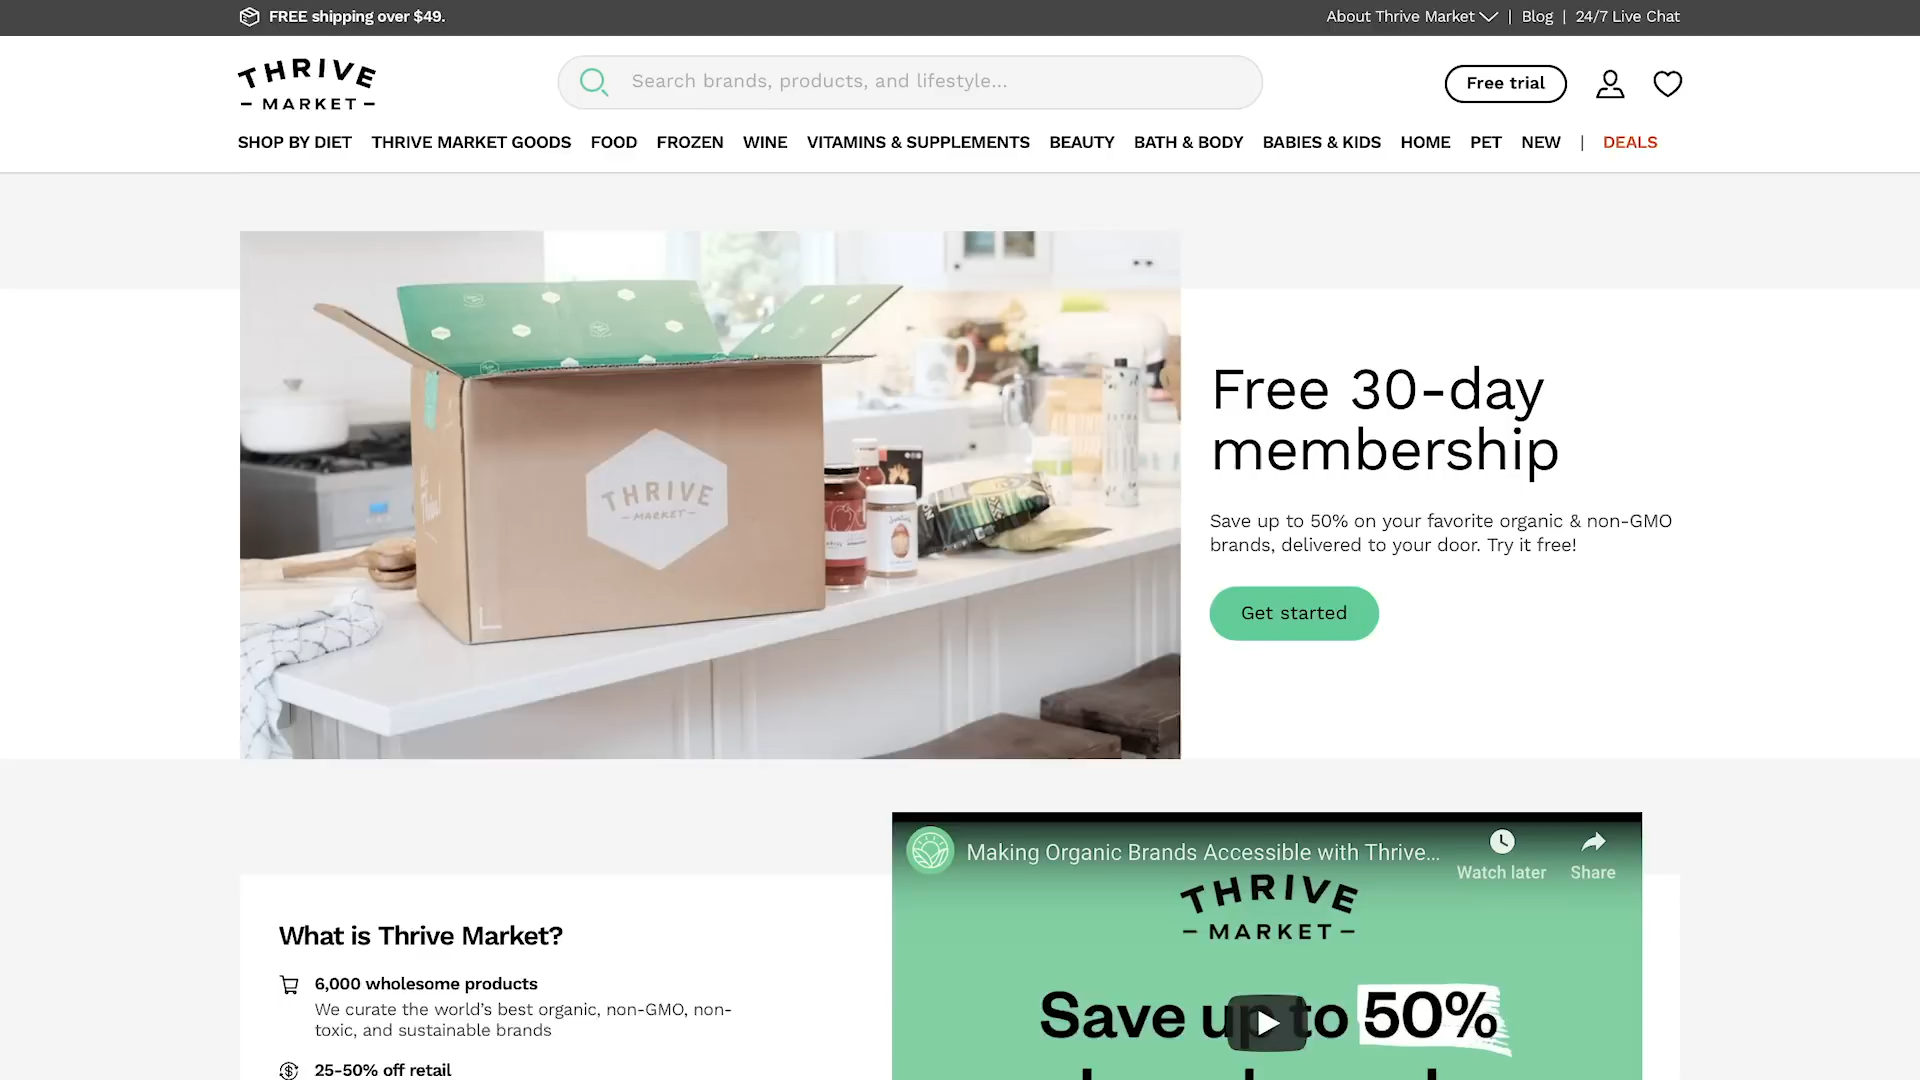 FREE shipping over $49.
About Thrive Market | Blog | 24/7 Live Chat
THRIVE
MARKET
Search brands, products, and lifestyle...
Free trial
SHOP BY DIET THRIVE MARKET GOODS FOOD FROZEN WINE VITAMINS & SUPPLEMENTS BEAUTY BATH & BODY BABIES & KIDS HOME PET NEW | DEALS
THRIVE
MARKET
Free 30-day
membership
Save up to 50% on your favorite organic & non-GMO
brands, delivered to your door. Try it free!
Get started
What is Thrive Market?
6,000 wholesome products
We curate the world's best organic, non-GMO, non-
toxic, and sustainable brands
25-50% off retail
Making Organic Brands Accessible with Thrive...
Watch later
Share
THRIVE
MARKET
Save up to 50%